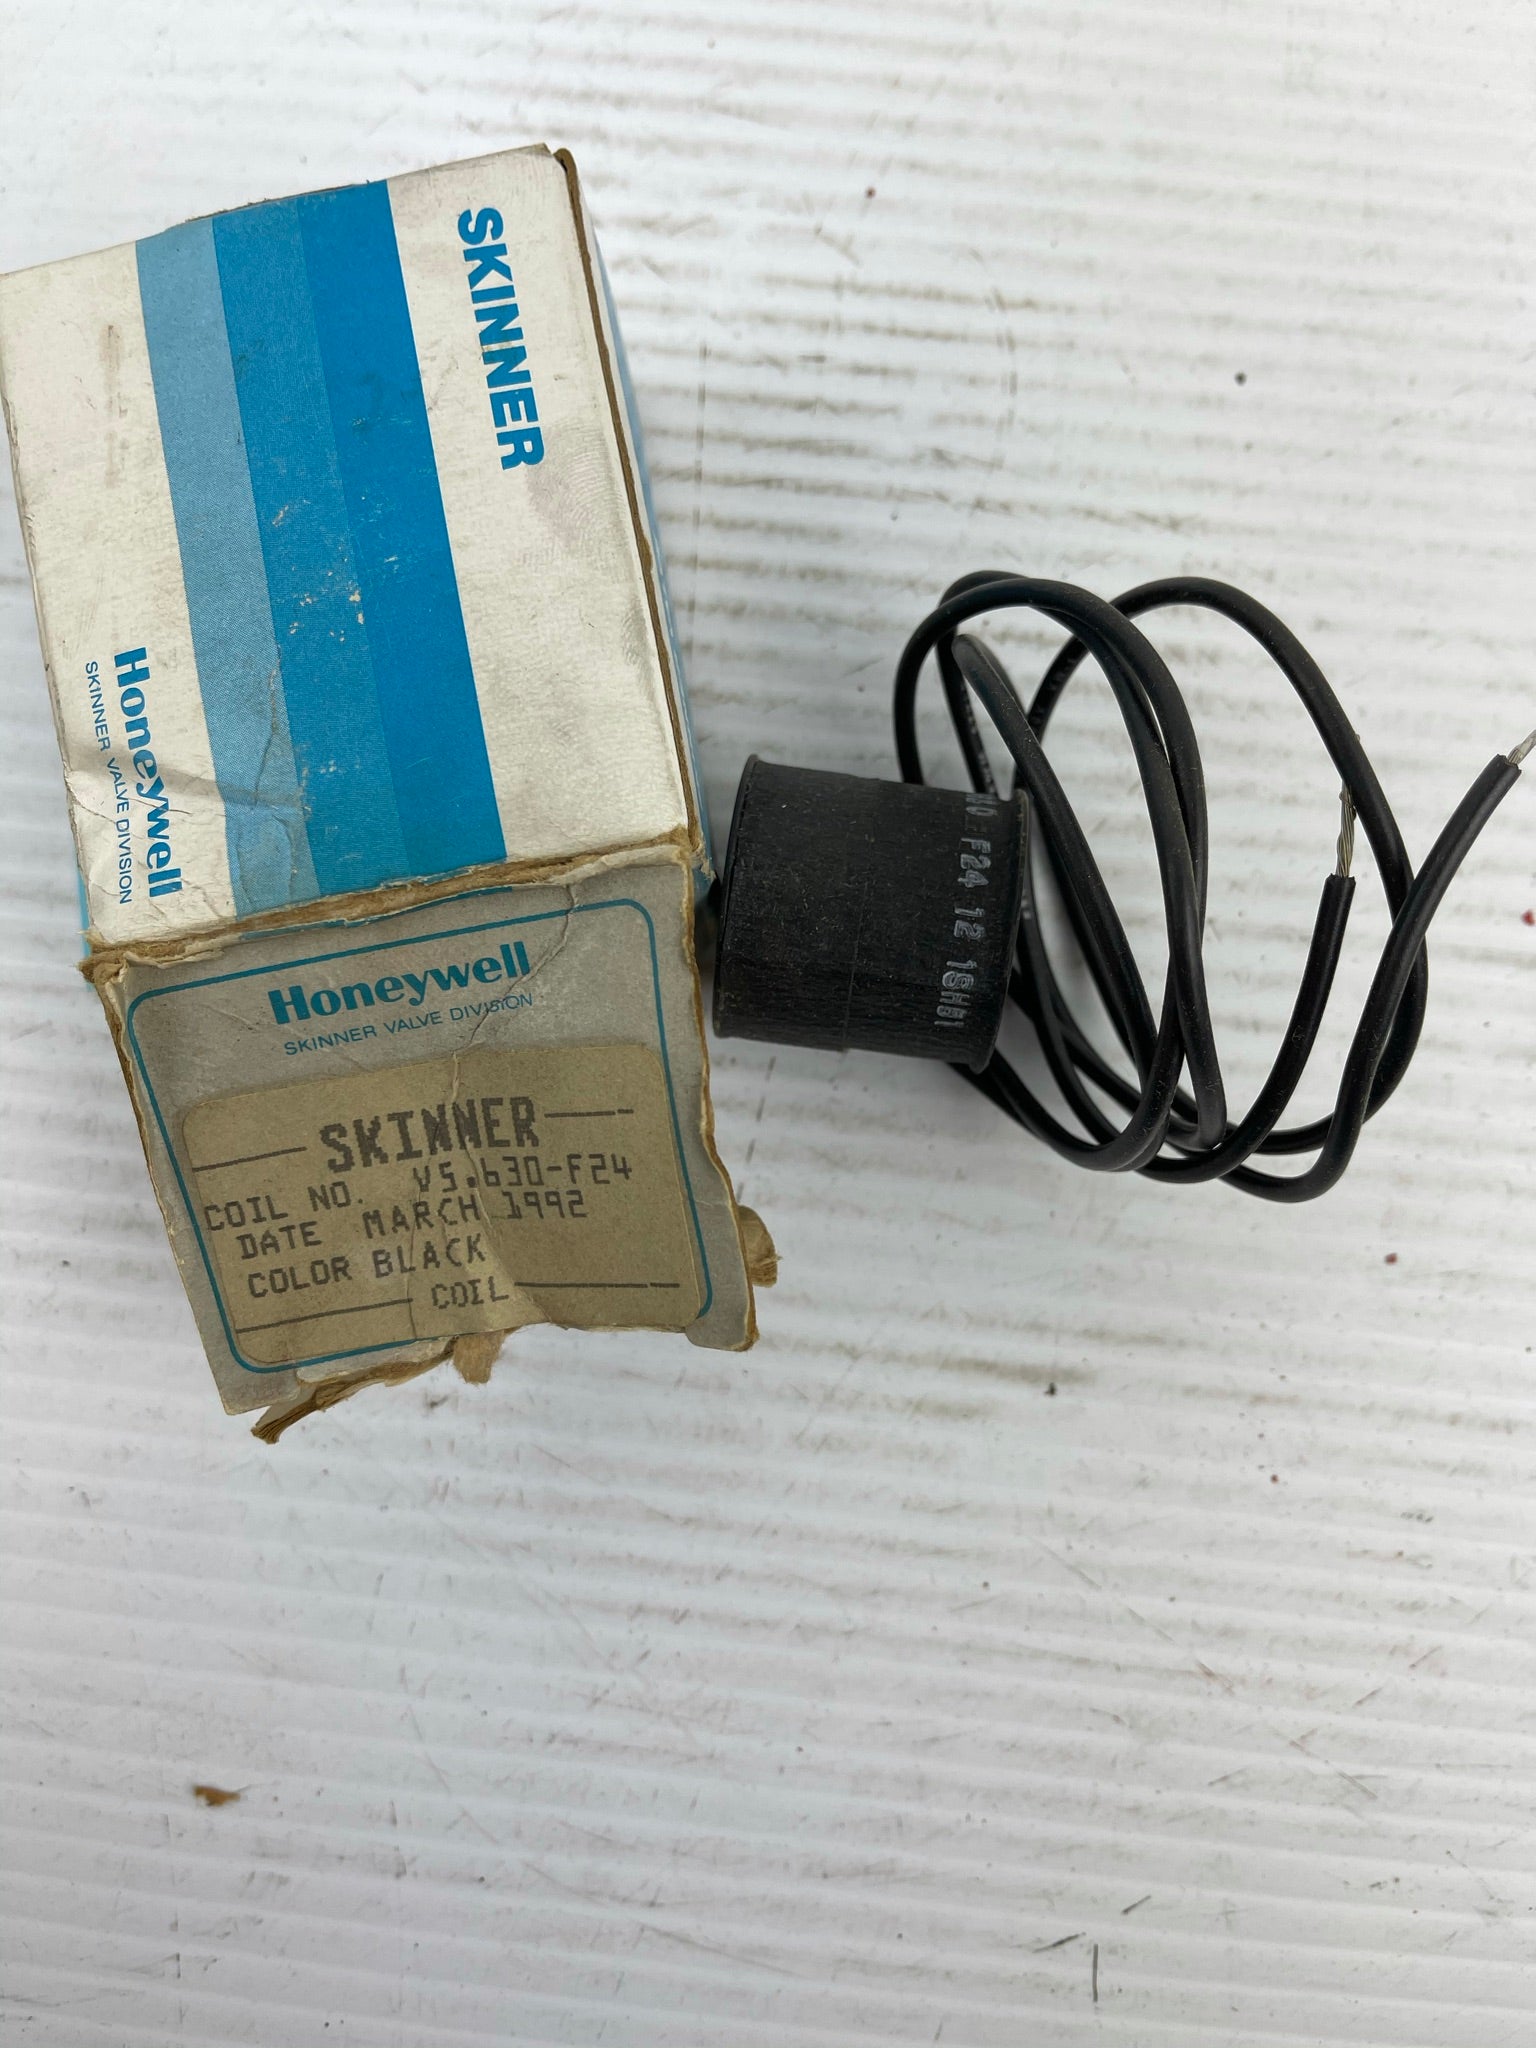 SKINNER
Honeywell
SKINNER VALVE DIVISION
Honeywell
SKINNER VALVE DIVISION
SKINNER
COIL NO. V5.630-F24
DATE MARCH 1992
COLOR BLACK
COIL
F24 12